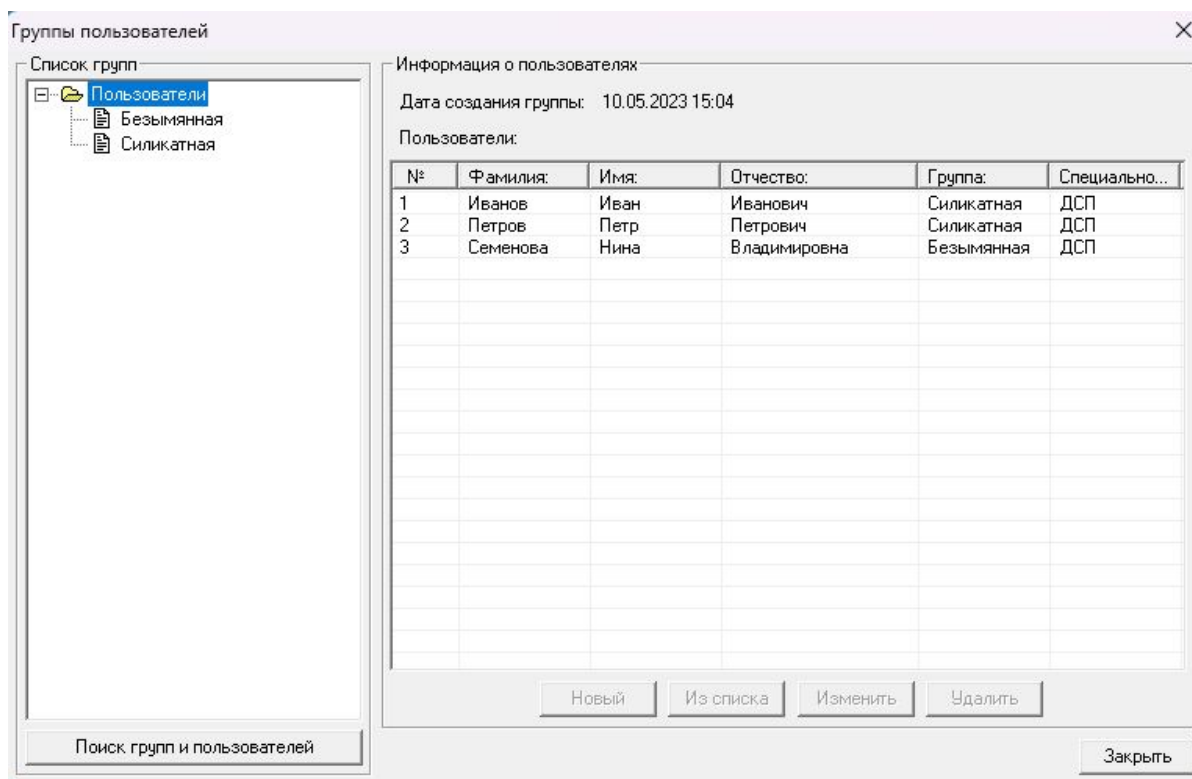 Группы пользователей
Список групп
Пользователи
Безымянная
Силикатная
Поиск групп и пользователей
Информация о пользователях
Дата создания группы: 10.05.2023 15:04
Пользователи:
№ Фамилия: Имя: Отчество: Группа: Специально...
1 Иванов Иван Иванович Силикатная ДСП
2 Петров Петр Петрович Силикатная ДСП
3 Семенова Нина Владимировна Безымянная ДСП
Новый Из списка Изменить Удалить
Закрыть